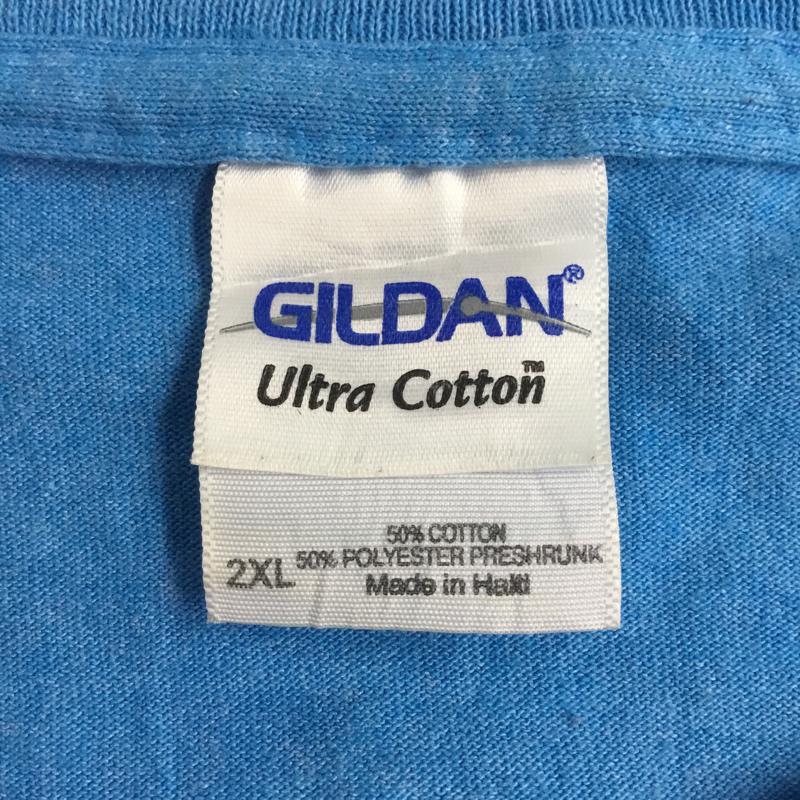 GILDAN®
Ultra Cotton™
50% COTTON
50% POLYESTER PRESHRUNK
2XL
Made in Haiti